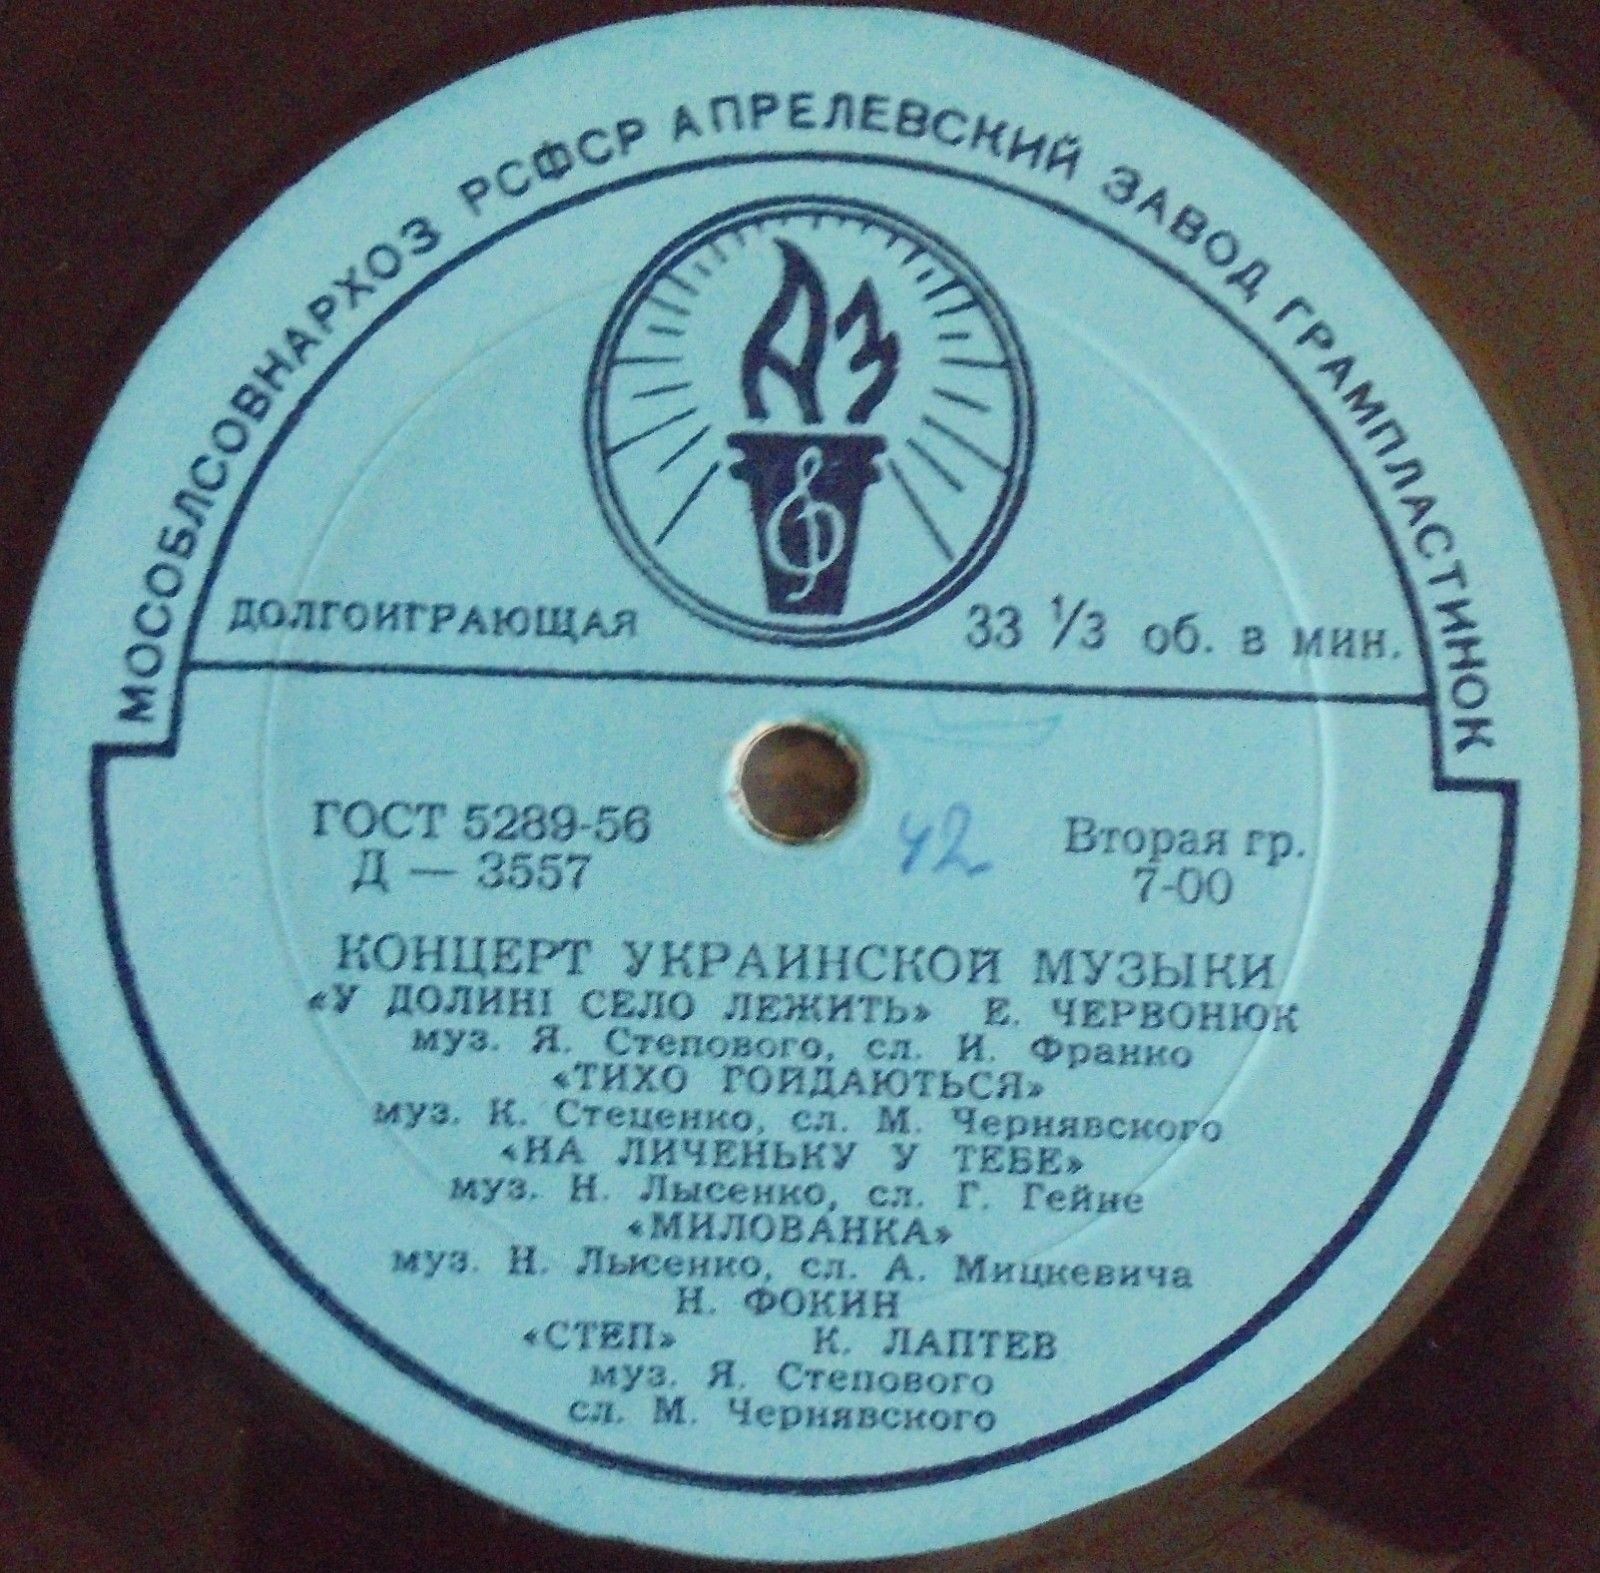 МОСОБЛСОВНАРХОЗ РСФСР АПРЕЛЕВСКИЙ ЗАВОД ГРАМПЛАСТИНОК
АЗ
ДОЛГОИГРАЮЩАЯ 33 1/3 об. в мин.
ГОСТ 5289-56
Д — 3557
42
Вторая гр.
7-00
КОНЦЕРТ УКРАИНСКОЙ МУЗЫКИ
«У ДОЛИНІ СЕЛО ЛЕЖИТЬ» Е. ЧЕРВОНЮК
муз. Я. Степового, сл. И. Франко
«ТИХО ГОЙДАЮТЬСЯ»
муз. К. Стеценко, сл. М. Чернявского
«НА ЛИЧЕНЬКУ У ТЕБЕ»
муз. Н. Лысенко, сл. Г. Гейне
«МИЛОВАНКА»
муз. Н. Лысенко, сл. А. Мицкевича
Н. ФОКИН
«СТЕП» К. ЛАПТЕВ
муз. Я. Степового
сл. М. Чернявского